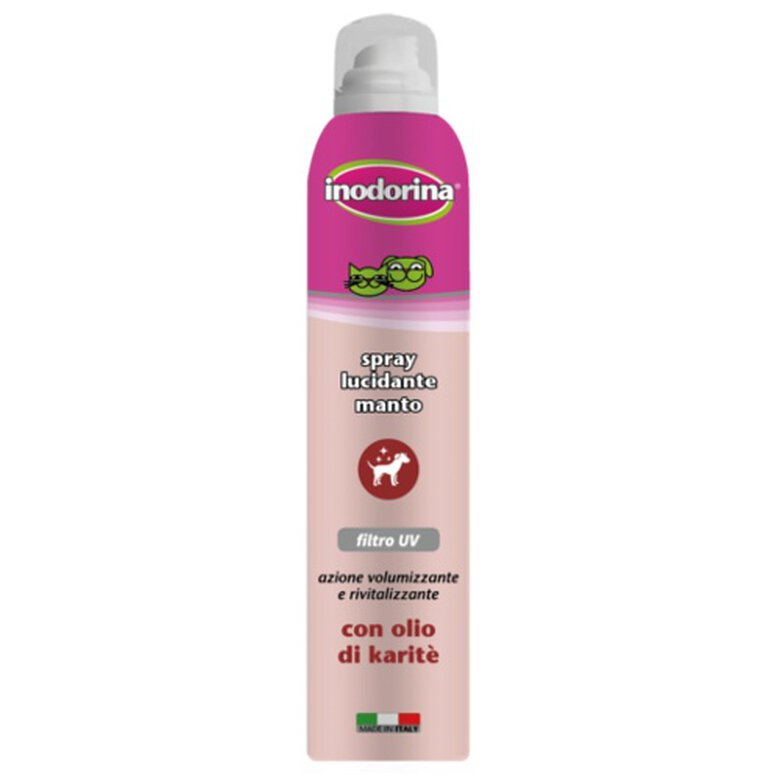 inodorina®
spray
lucidante
manto
filtro UV
azione volumizzante
e rivitalizzante
con olio
di karitè
MADE IN ITALY